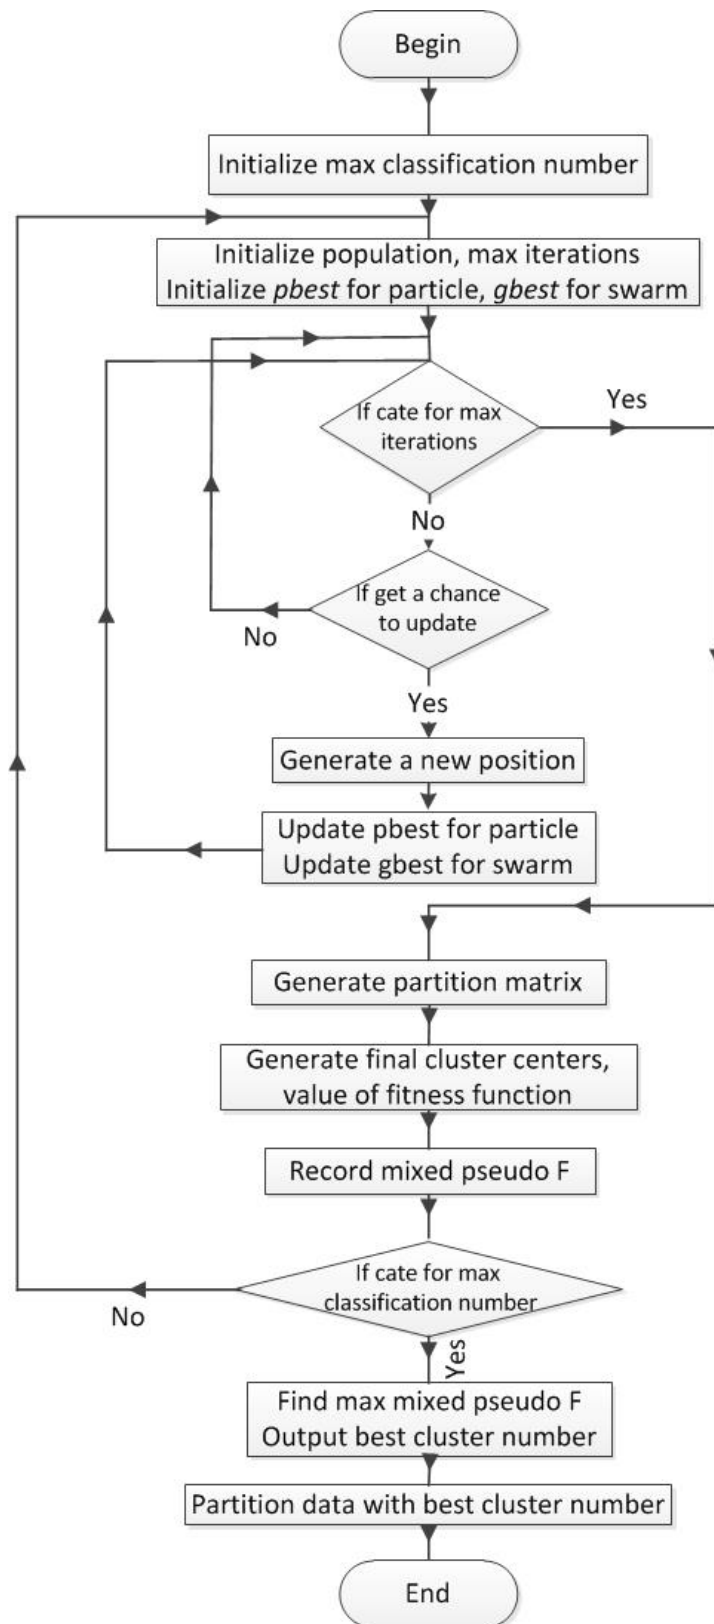 Begin
Initialize max classification number
Initialize population, max iterations
Initialize pbest for particle, gbest for swarm
If cate for max
iterations
Yes
No
If get a chance
to update
No
Yes
Generate a new position
Update pbest for particle
Update gbest for swarm
Generate partition matrix
Generate final cluster centers,
value of fitness function
Record mixed pseudo F
If cate for max
classification number
No
Yes
Find max mixed pseudo F
Output best cluster number
Partition data with best cluster number
End